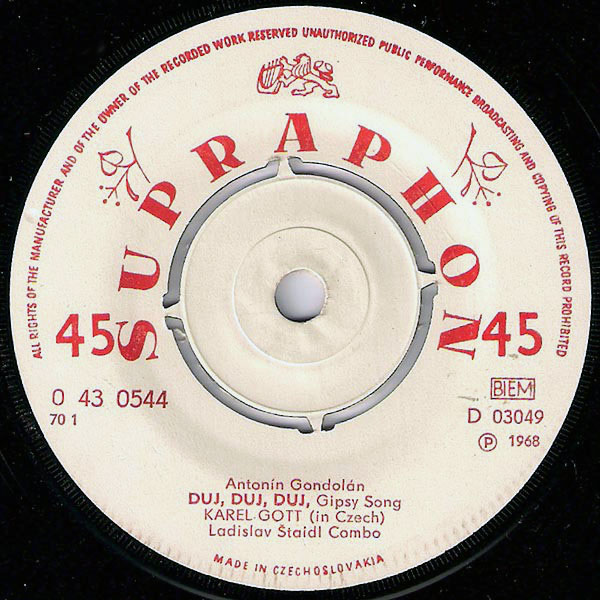 ALL RIGHTS OF THE MANUFACTURER AND OF THE OWNER OF THE RECORDED WORK RESERVED UNAUTHORIZED PUBLIC PERFORMANCE BROADCASTING AND COPYING OF THIS RECORD PROHIBITED
SUPRAPHON
45 45
0 43 0544 BIEM
70 1 D 03049
Ⓟ 1968
Antonín Gondolán
DUJ, DUJ, DUJ, Gipsy Song
KAREL GOTT (in Czech)
Ladislav Štaidl Combo
MADE IN CZECHOSLOVAKIA